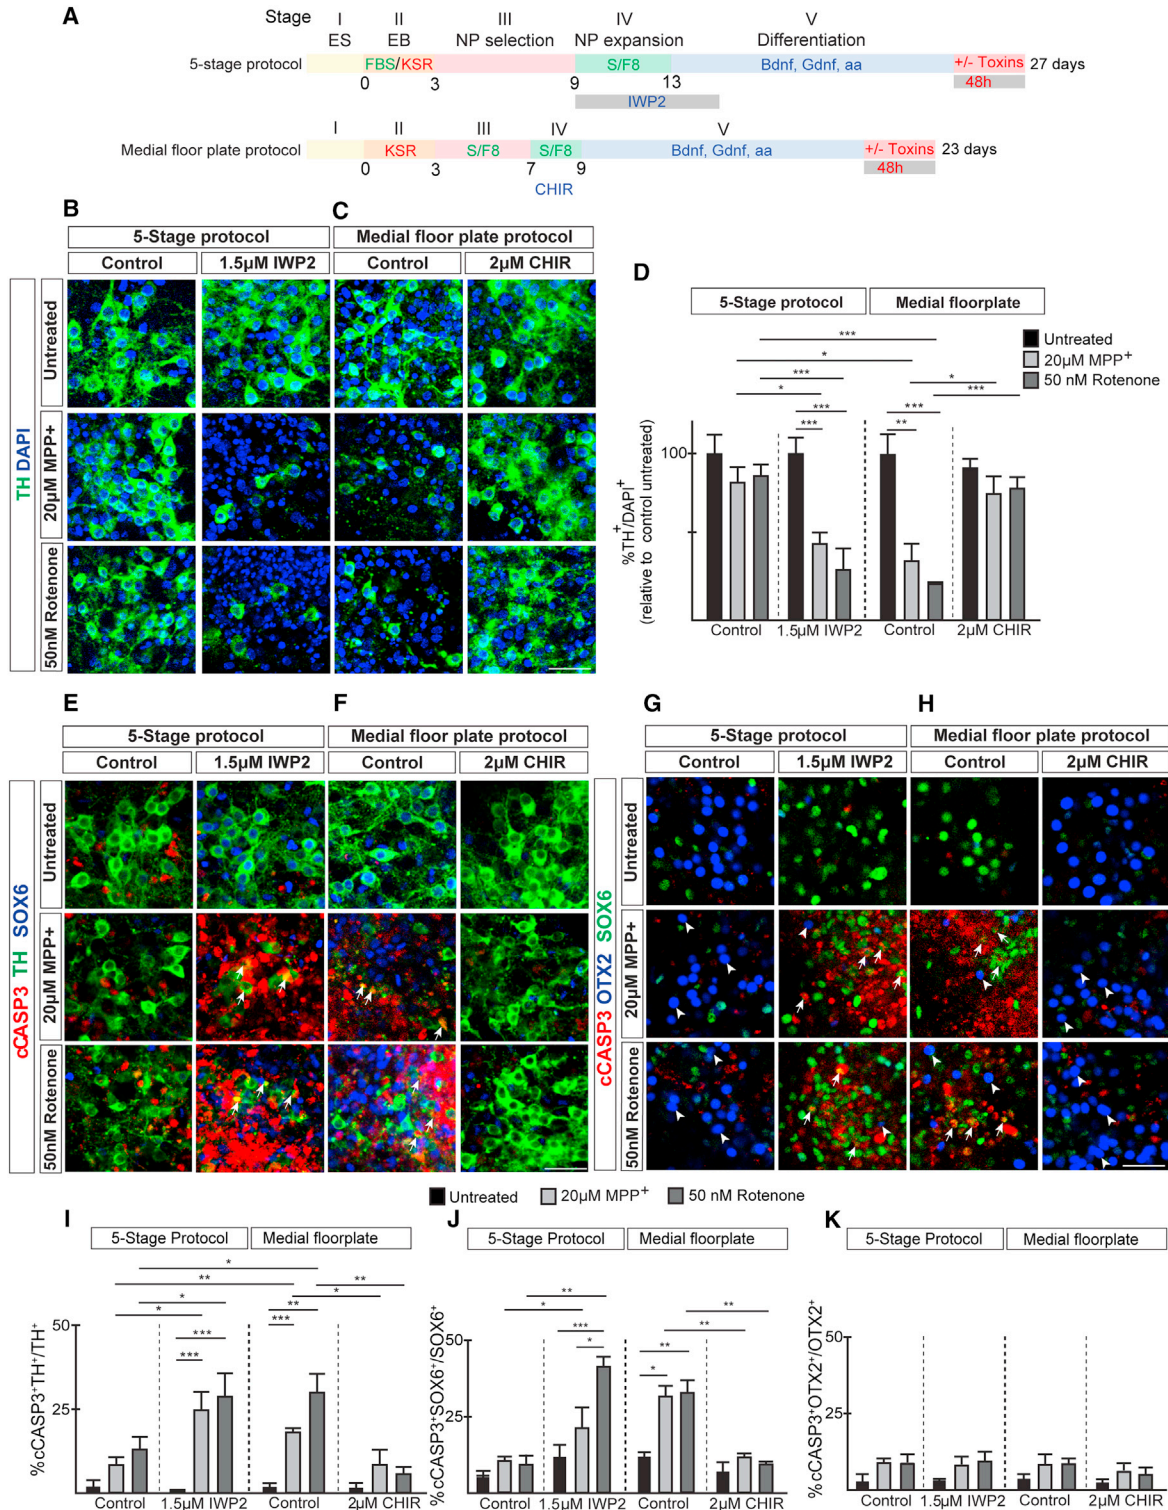 A
Stage I II III IV V
ES EB NP selection NP expansion Differentiation
5-stage protocol FBS/KSR S/F8 Bdnf, Gdnf, aa +/- Toxins 27 days
0 3 9 13 48h
IWP2
I II III IV V
Medial floor plate protocol KSR S/F8 S/F8 Bdnf, Gdnf, aa +/- Toxins 23 days
0 3 7 9 48h
CHIR
B C
5-Stage protocol Medial floor plate protocol
Control 1.5µM IWP2 Control 2µM CHIR
TH DAPI
Untreated
20µM MPP+
50nM Rotenone
D
5-Stage protocol Medial floorplate
Untreated
20µM MPP+
50 nM Rotenone
***
*
***
*
*
***
***
***
***
**
100
%TH+/DAPI+
(relative to control untreated)
Control 1.5µM IWP2 Control 2µM CHIR
E F
5-Stage protocol Medial floor plate protocol
Control 1.5µM IWP2 Control 2µM CHIR
cCASP3 TH SOX6
Untreated
20µM MPP+
50nM Rotenone
G H
5-Stage protocol Medial floor plate protocol
Control 1.5µM IWP2 Control 2µM CHIR
cCASP3 OTX2 SOX6
Untreated
20µM MPP+
50nM Rotenone
Untreated 20µM MPP+ 50 nM Rotenone
I
5-Stage Protocol Medial floorplate
*
**
**
*
*
*
**
***
***
***
50
25
%cCASP3+TH+/TH+
Control 1.5µM IWP2 Control 2µM CHIR
J
5-Stage Protocol Medial floorplate
**
*
**
***
**
*
**
*
50
25
%cCASP3+SOX6+/SOX6+
Control 1.5µM IWP2 Control 2µM CHIR
K
5-Stage Protocol Medial floorplate
50
25
%cCASP3+OTX2+/OTX2+
Control 1.5µM IWP2 Control 2µM CHIR